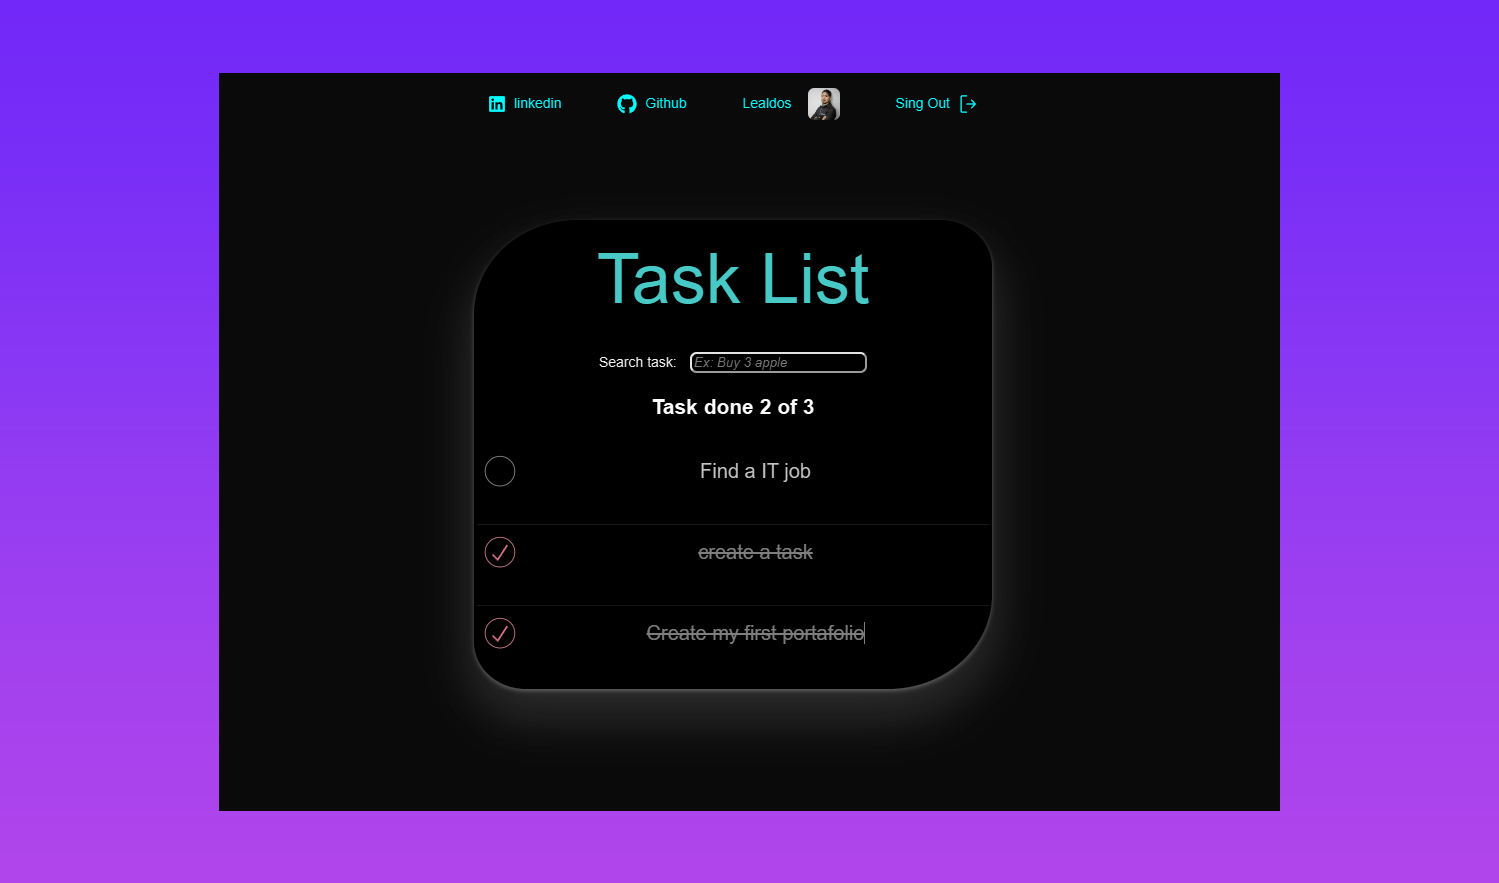 linkedin Github Lealdos Sing Out
Task List
Search task: Ex: Buy 3 apple
Task done 2 of 3
Find a IT job
create a task
Create my first portafolio